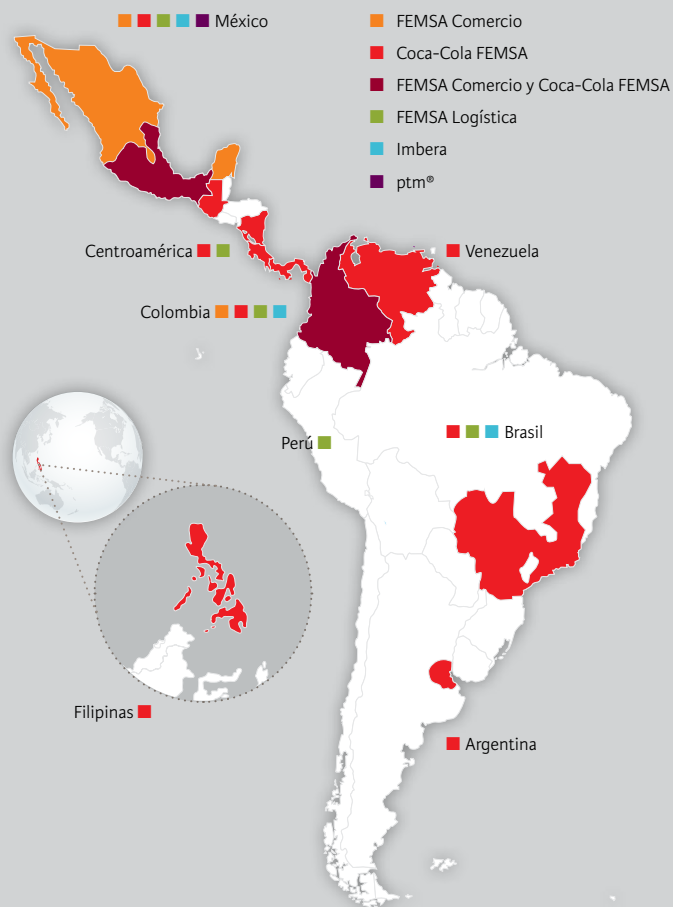 México
FEMSA Comercio
Coca-Cola FEMSA
FEMSA Comercio y Coca-Cola FEMSA
FEMSA Logística
Imbera
ptm®
Centroamérica
Venezuela
Colombia
Perú
Brasil
Filipinas
Argentina